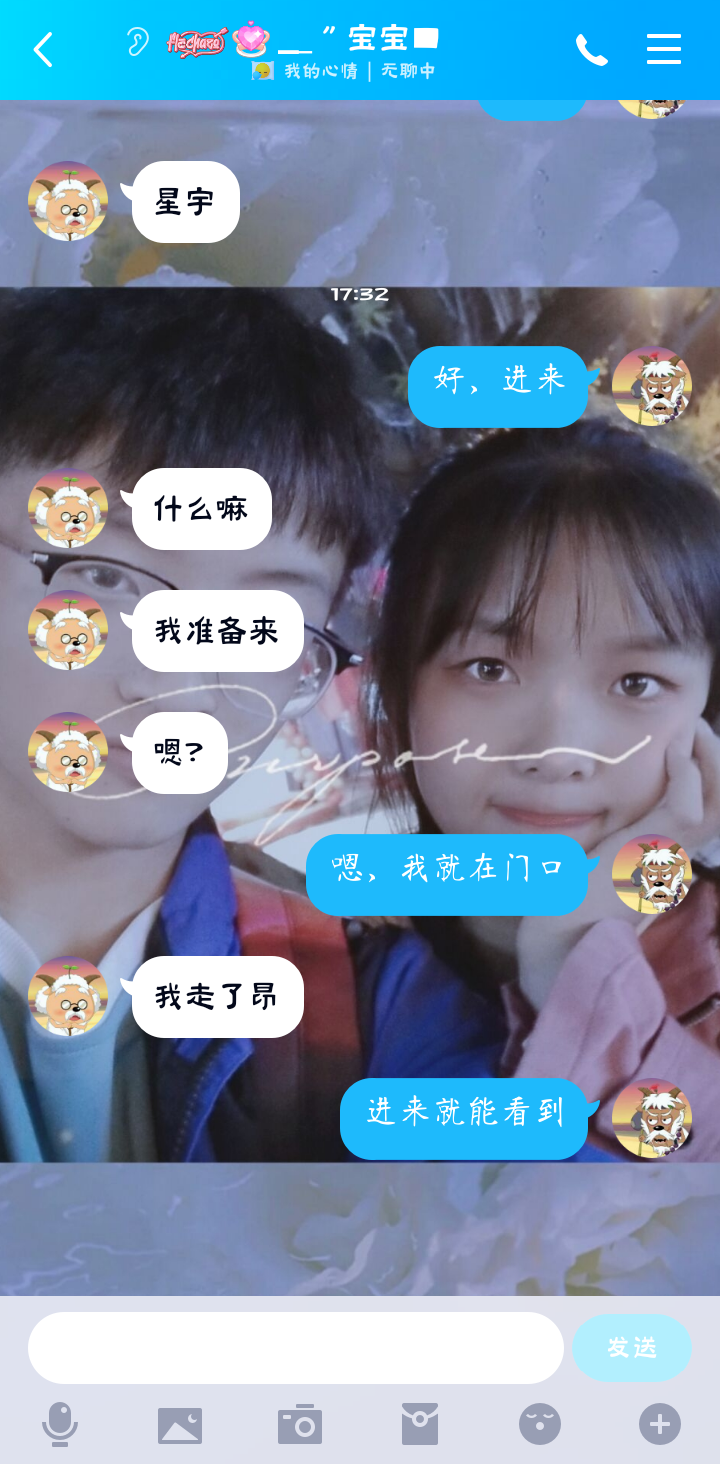 __ ” 宝宝
我的心情 | 无聊中
星宇
17:32
好，进来
什么嘛
我准备来
嗯?
Purpose
嗯，我就在门口
我走了昂
进来就能看到
发送